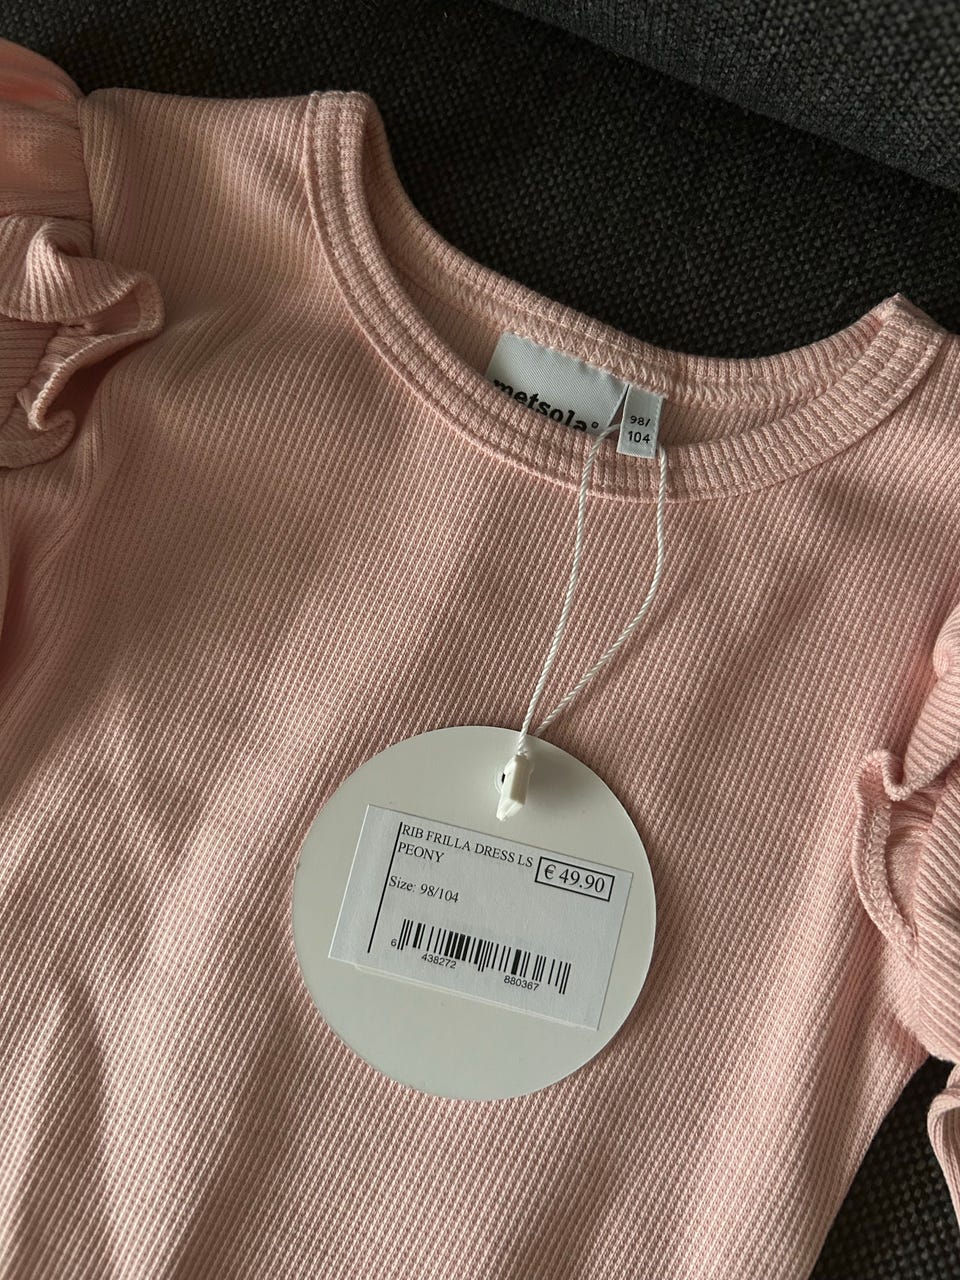 metsola®
98/
104
RIB FRILLA DRESS LS
PEONY
€ 49.90
Size: 98/104
6 438272 880367